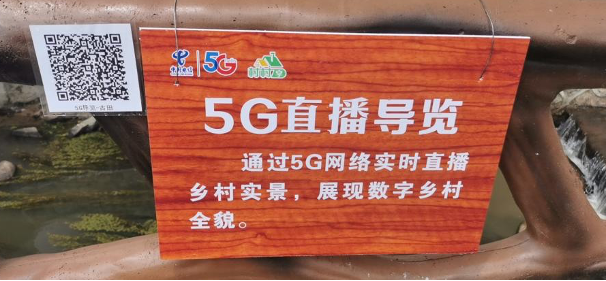 5G
5G直播导览
通过5G网络实时直播
乡村实景，展现数字乡村
全貌。